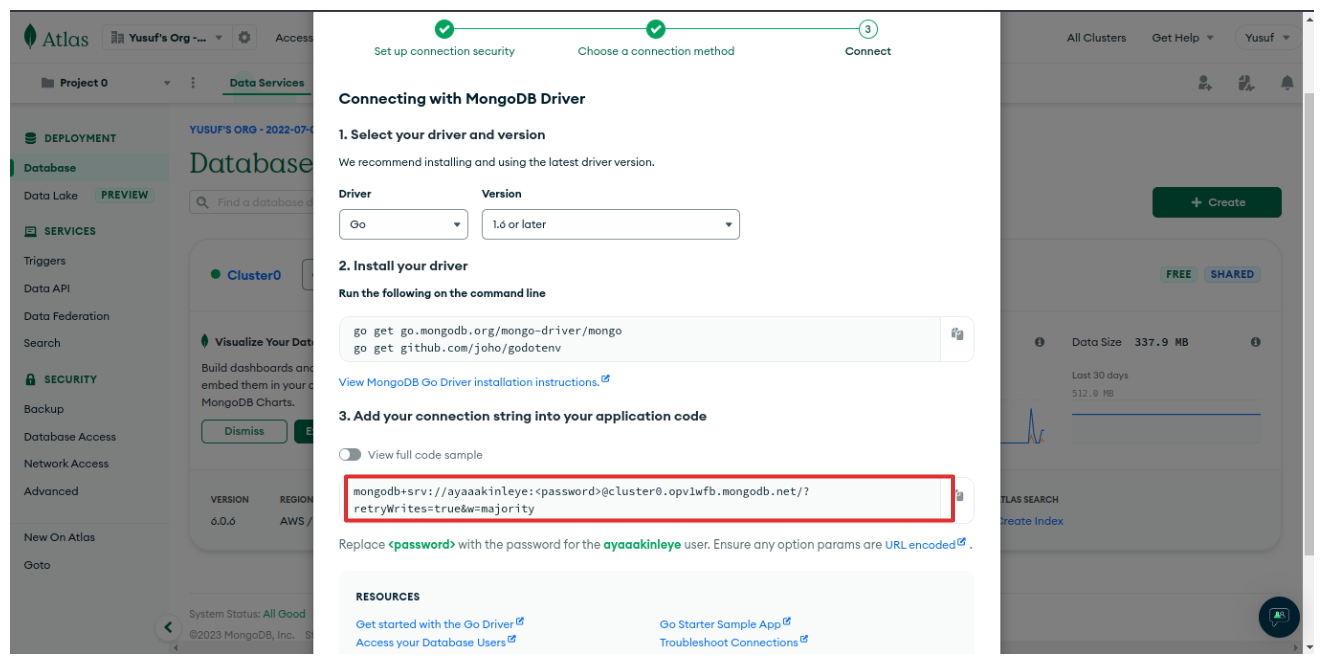 Atlas
Yusuf's Org -...
Access
All Clusters
Get Help
Yusuf
Project 0
Data Services
DEPLOYMENT
Database
Data Lake PREVIEW
SERVICES
Triggers
Data API
Data Federation
Search
SECURITY
Backup
Database Access
Network Access
Advanced
New On Atlas
Goto
YUSUF'S ORG - 2022-07-
Database
Find a database d
+ Create
Cluster0
FREE SHARED
Visualize Your Dat
Build dashboards and
embed them in your
MongoDB Charts.
Dismiss
Data Size 337.9 MB
Last 30 days
512.0 MB
VERSION
REGION
6.0.6
AWS /
TLAS SEARCH
Create Index
System Status: All Good
©2023 MongoDB, Inc.
Set up connection security
Choose a connection method
3
Connect
Connecting with MongoDB Driver
1. Select your driver and version
We recommend installing and using the latest driver version.
Driver
Version
Go
1.6 or later
2. Install your driver
Run the following on the command line
go get go.mongodb.org/mongo-driver/mongo
go get github.com/joho/godotenv
View MongoDB Go Driver installation instructions.
3. Add your connection string into your application code
View full code sample
mongodb+srv://ayaaakinleye:<password>@cluster0.opv1wfb.mongodb.net/?
retryWrites=true&w=majority
Replace <password> with the password for the ayaaakinleye user. Ensure any option params are URL encoded .
RESOURCES
Get started with the Go Driver
Go Starter Sample App
Access your Database Users
Troubleshoot Connections